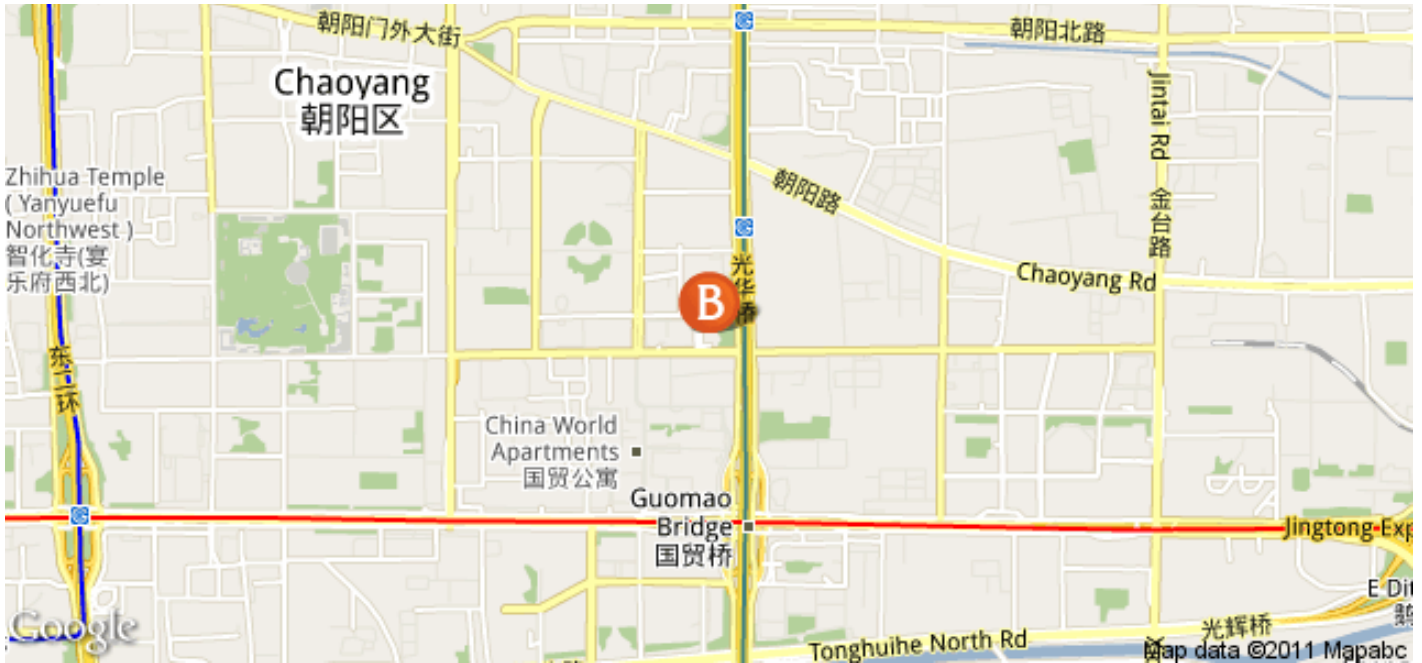 朝阳门外大街
朝阳北路
Chaoyang
朝阳区
Jintai Rd
金台路
Zhihua Temple
( Yanyuefu
Northwest )
智化寺(宴
乐府西北)
朝阳路
Chaoyang Rd
光华桥
B
东二环
China World
Apartments
国贸公寓
Guomao
Bridge
国贸桥
Jingtong Exp
E Dit
Google
光辉桥
Tonghuihe North Rd
Map data ©2011 Mapabc